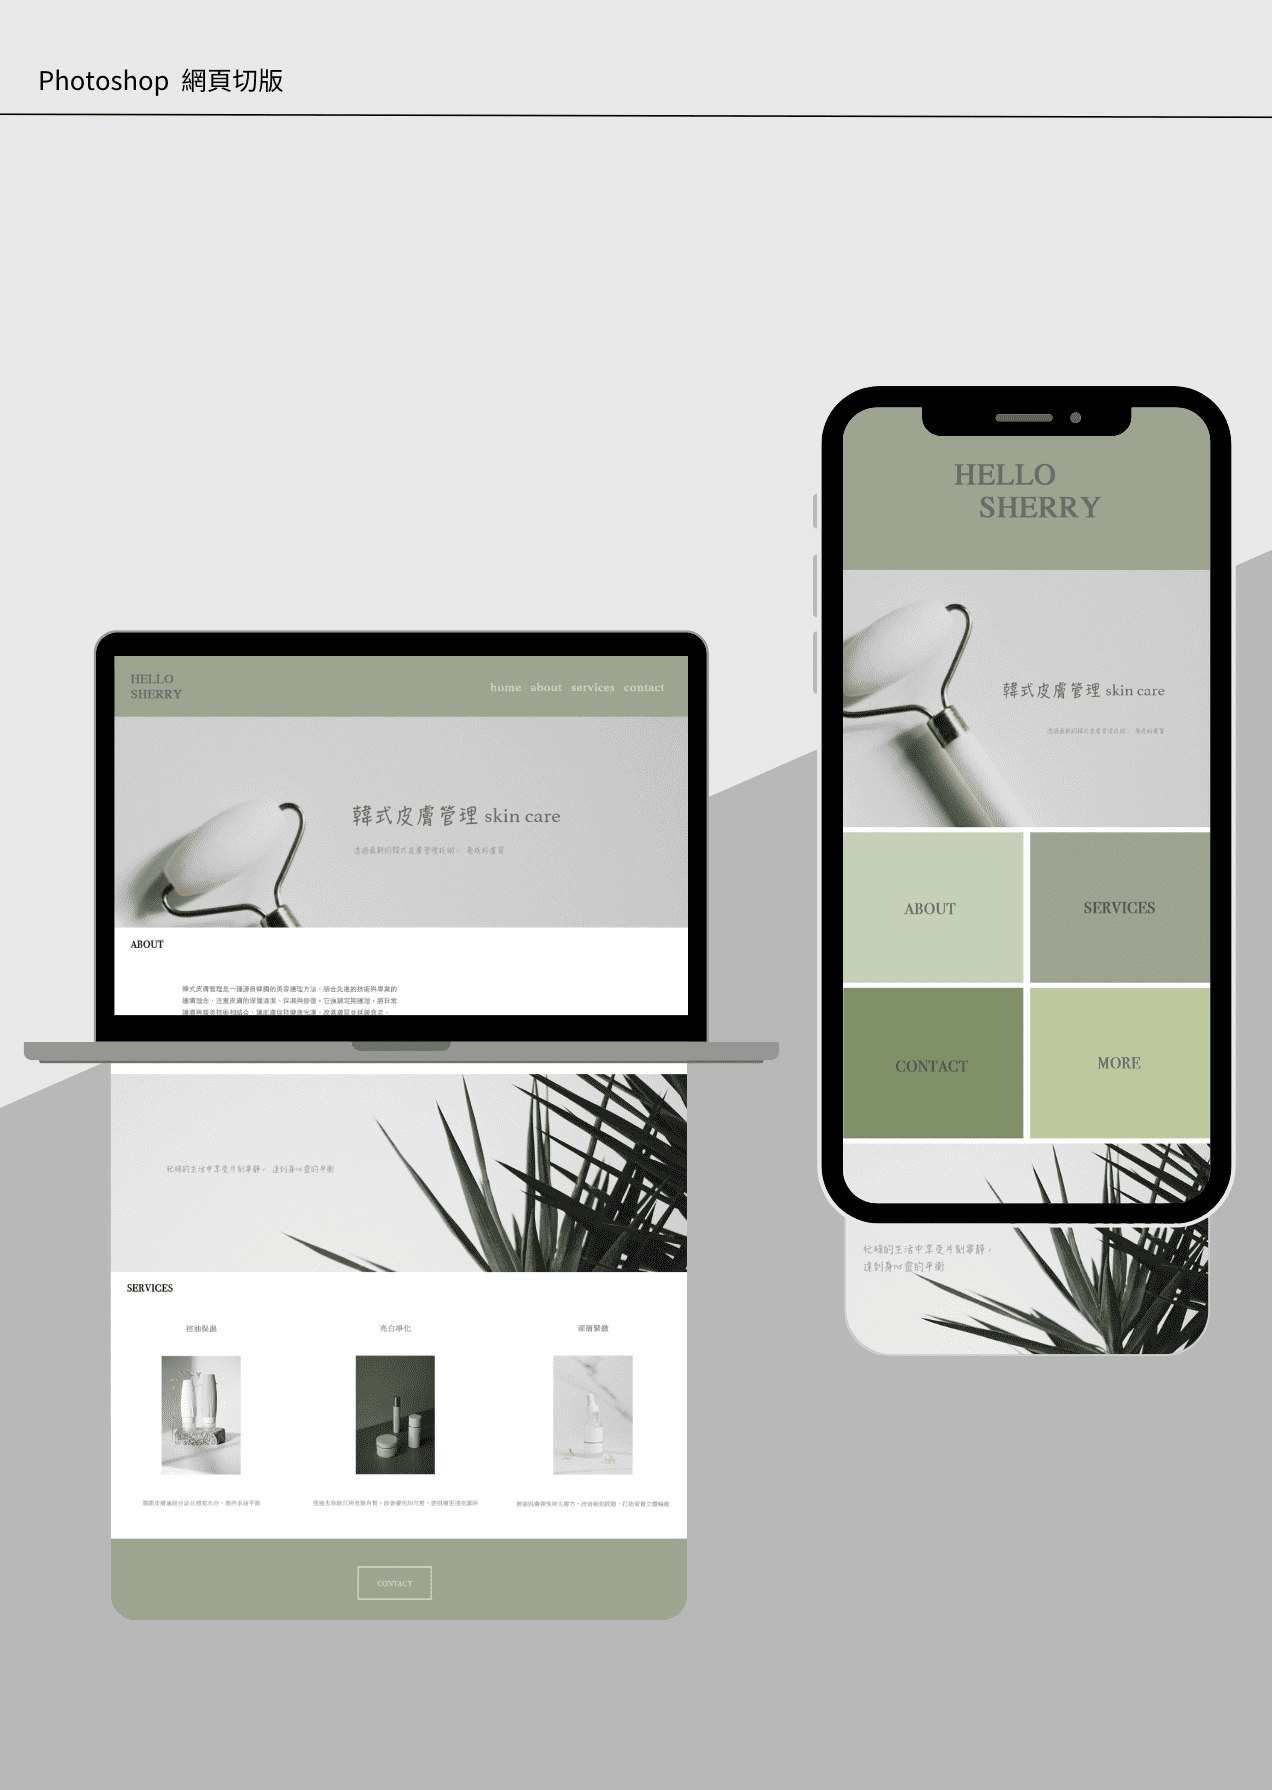 Photoshop 網頁切版
HELLO
SHERRY
home about services contact
韓式皮膚管理 skin care
透過最新的韓式皮膚管理技術， 養成好膚質
ABOUT
韓式皮膚管理是一種源自韓國的美容護理方法，結合先進的技術與專業的
護膚理念，注重皮膚的深層清潔、保濕與修復。它強調定期護理，將日常
護膚與醫美技術相結合，讓肌膚保持健康光澤，改善膚質並延緩衰老。
忙碌的生活中享受片刻寧靜， 達到身心靈的平衡
SERVICES
控油保濕
亮白淨化
深層緊緻
CONTACT
HELLO
SHERRY
韓式皮膚管理 skin care
透過最新的韓式皮膚管理技術， 養成好膚質
ABOUT
SERVICES
CONTACT
MORE
忙碌的生活中享受片刻寧靜，
達到身心靈的平衡